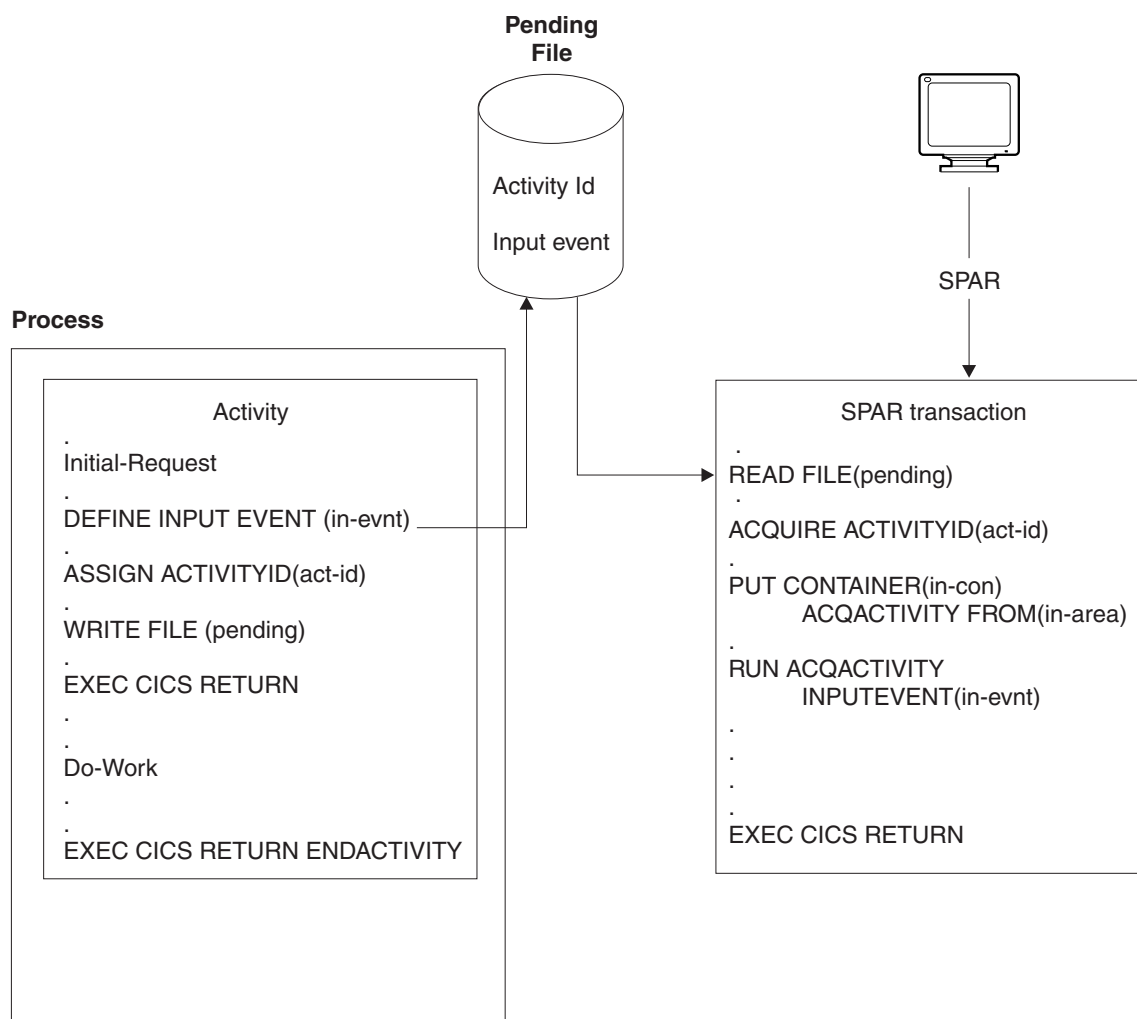 Pending
File
Activity Id
Input event
SPAR
Process
Activity
.
Initial-Request
.
DEFINE INPUT EVENT (in-evnt)
.
ASSIGN ACTIVITYID(act-id)
.
WRITE FILE (pending)
.
EXEC CICS RETURN
.
.
Do-Work
.
.
EXEC CICS RETURN ENDACTIVITY
SPAR transaction
.
READ FILE(pending)
.
ACQUIRE ACTIVITYID(act-id)
.
PUT CONTAINER(in-con)
ACQACTIVITY FROM(in-area)
.
RUN ACQACTIVITY
INPUTEVENT(in-evnt)
.
.
.
.
EXEC CICS RETURN